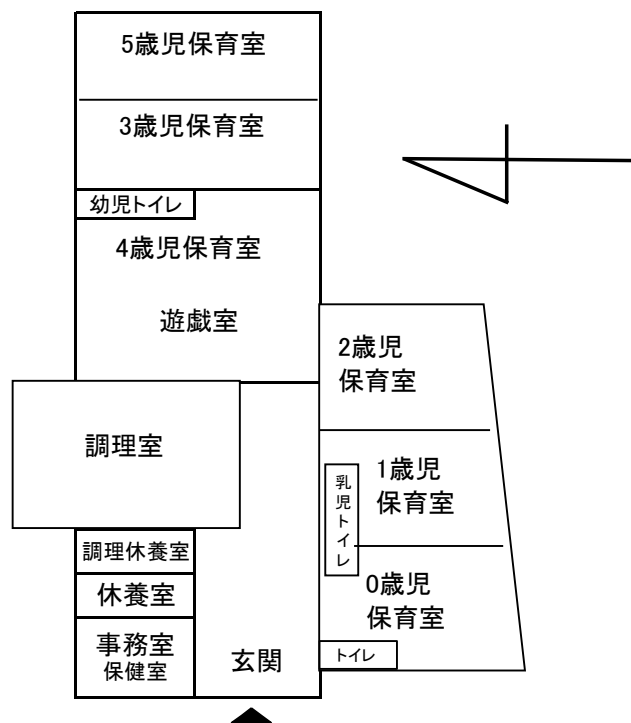 5歳児保育室
3歳児保育室
幼児トイレ
4歳児保育室
遊戯室
2歳児
保育室
調理室
1歳児
保育室
乳児トイレ
調理休養室
休養室
0歳児
保育室
事務室
保健室
玄関
トイレ